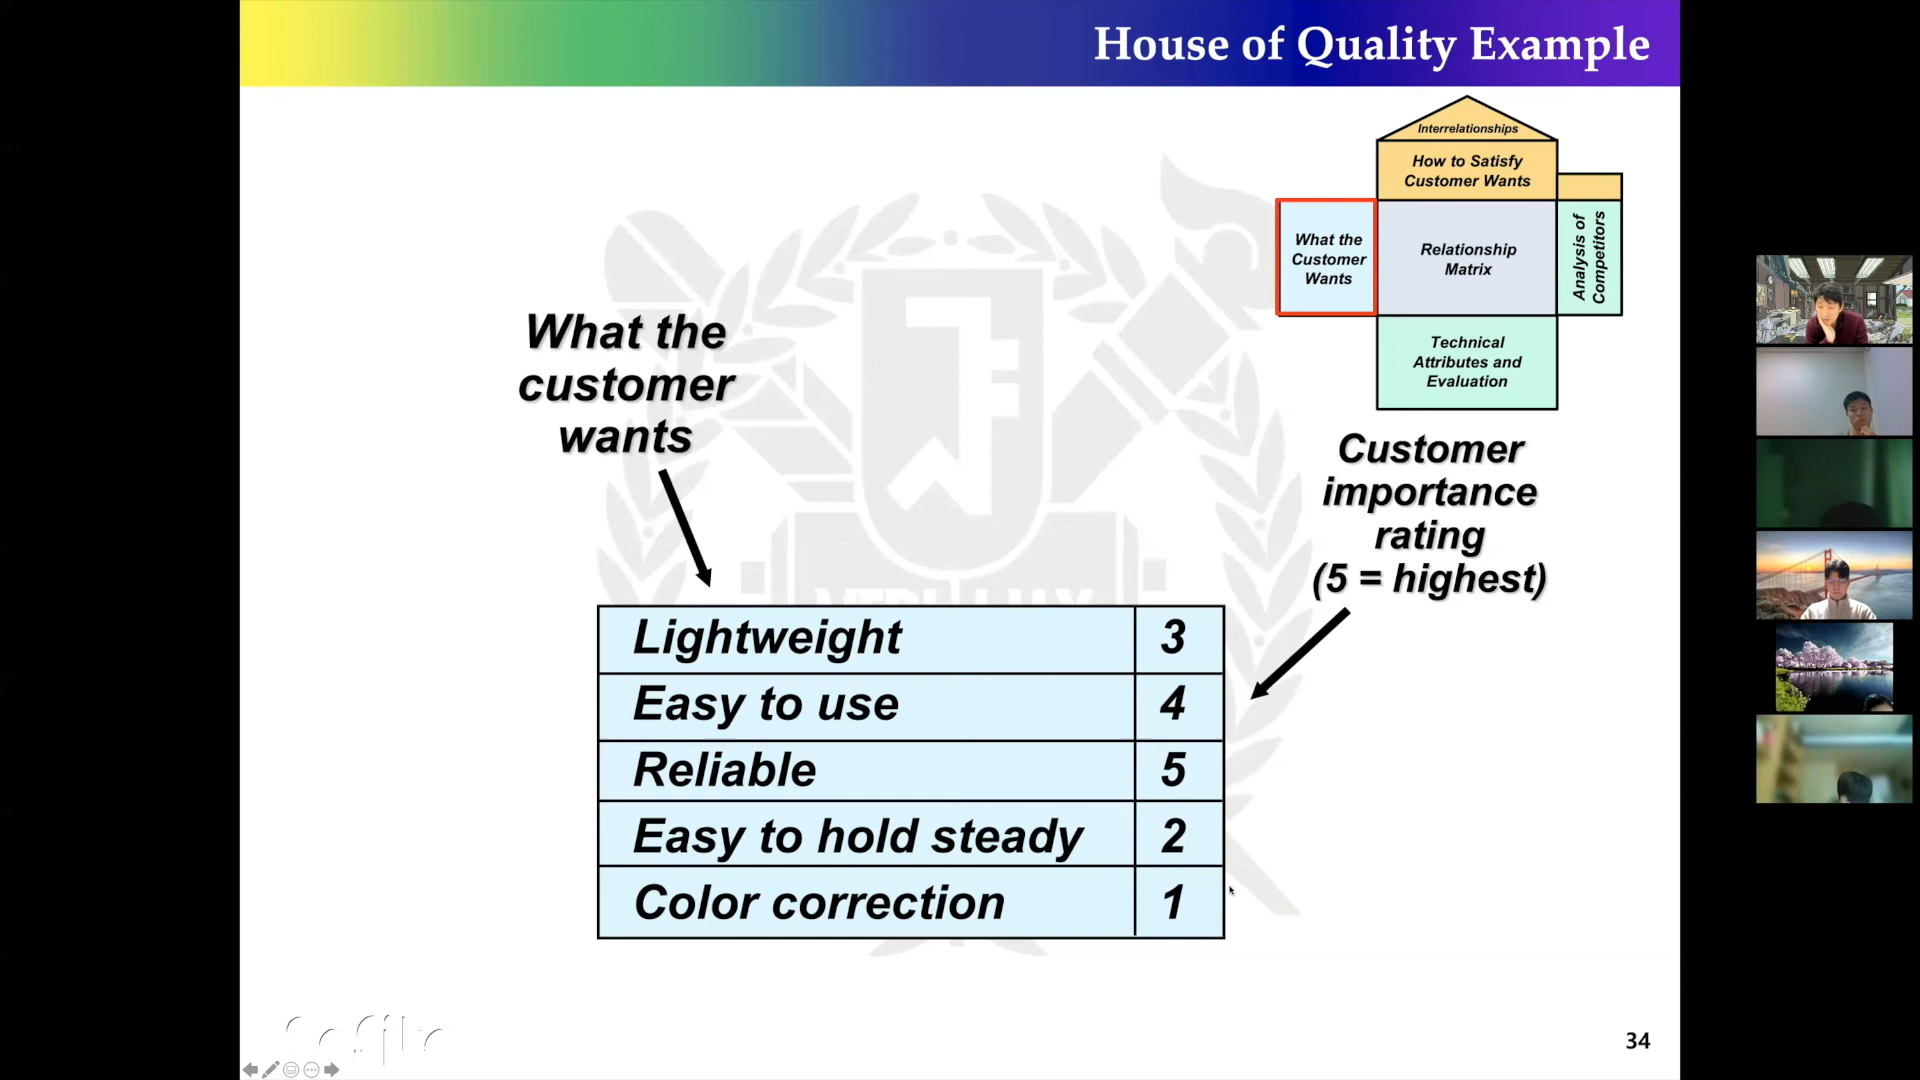 House of Quality Example
Interrelationships
How to Satisfy
Customer Wants
What the
Customer
Wants
Relationship
Matrix
Analysis of
Competitors
Technical
Attributes and
Evaluation
What the
customer
wants
Customer
importance
rating
(5 = highest)
Lightweight 3
Easy to use 4
Reliable 5
Easy to hold steady 2
Color correction 1
34